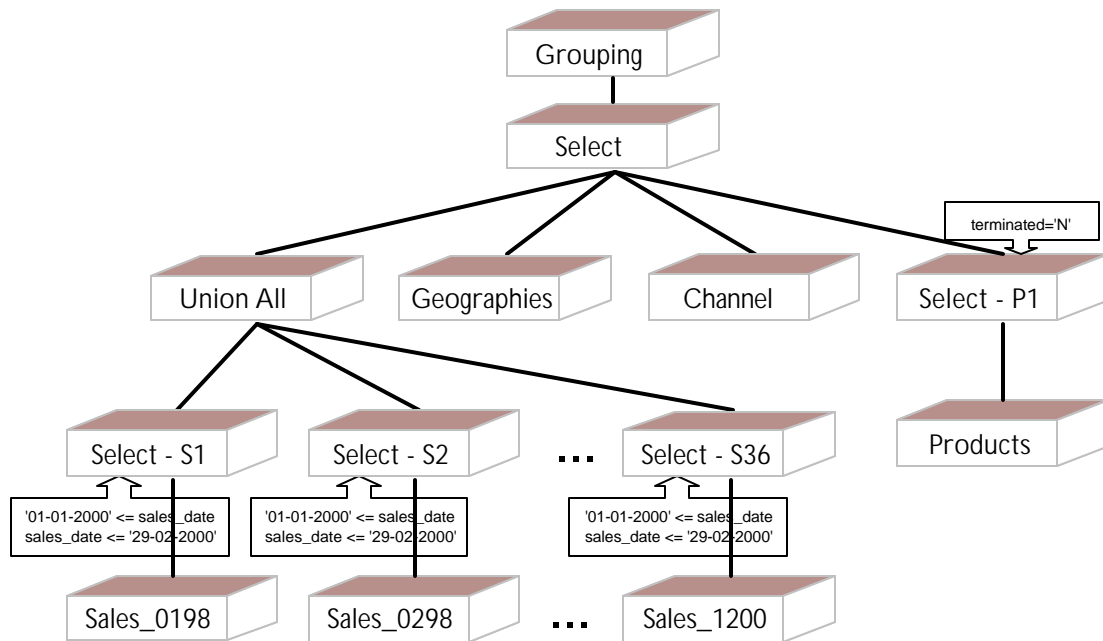 Grouping
Select
terminated='N'
Union All
Geographies
Channel
Select - P1
Select - S1
Select - S2
...
Select - S36
Products
'01-01-2000' <= sales_date
sales_date <= '29-02-2000'
'01-01-2000' <= sales_date
sales_date <= '29-02-2000'
'01-01-2000' <= sales_date
sales_date <= '29-02-2000'
Sales_0198
Sales_0298
...
Sales_1200